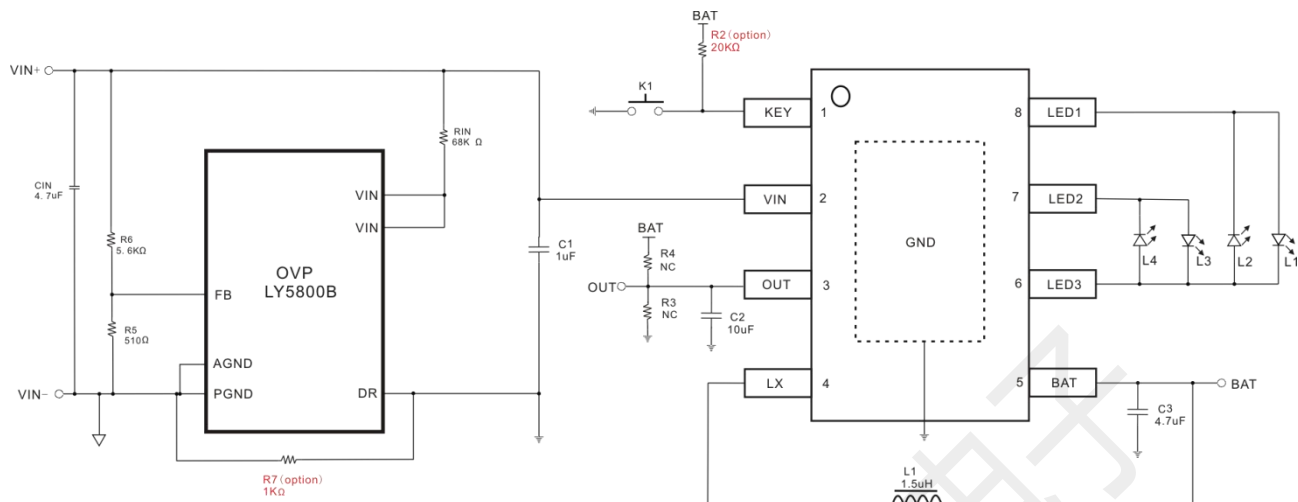 BAT
R2(option)
20KΩ
VIN+
K1
KEY
1
8
LED1
RIN
68K Ω
CIN
4.7uF
VIN
VIN
VIN
2
7
LED2
R6
5.6KΩ
C1
1uF
BAT
R4
NC
GND
L4
L3
L2
L1
OVP
LY5800B
FB
OUT
OUT
3
6
LED3
R3
NC
C2
10uF
R5
510Ω
AGND
PGND
DR
VIN-
LX
4
5
BAT
BAT
C3
4.7uF
R7(option)
1KΩ
L1
1.5uH